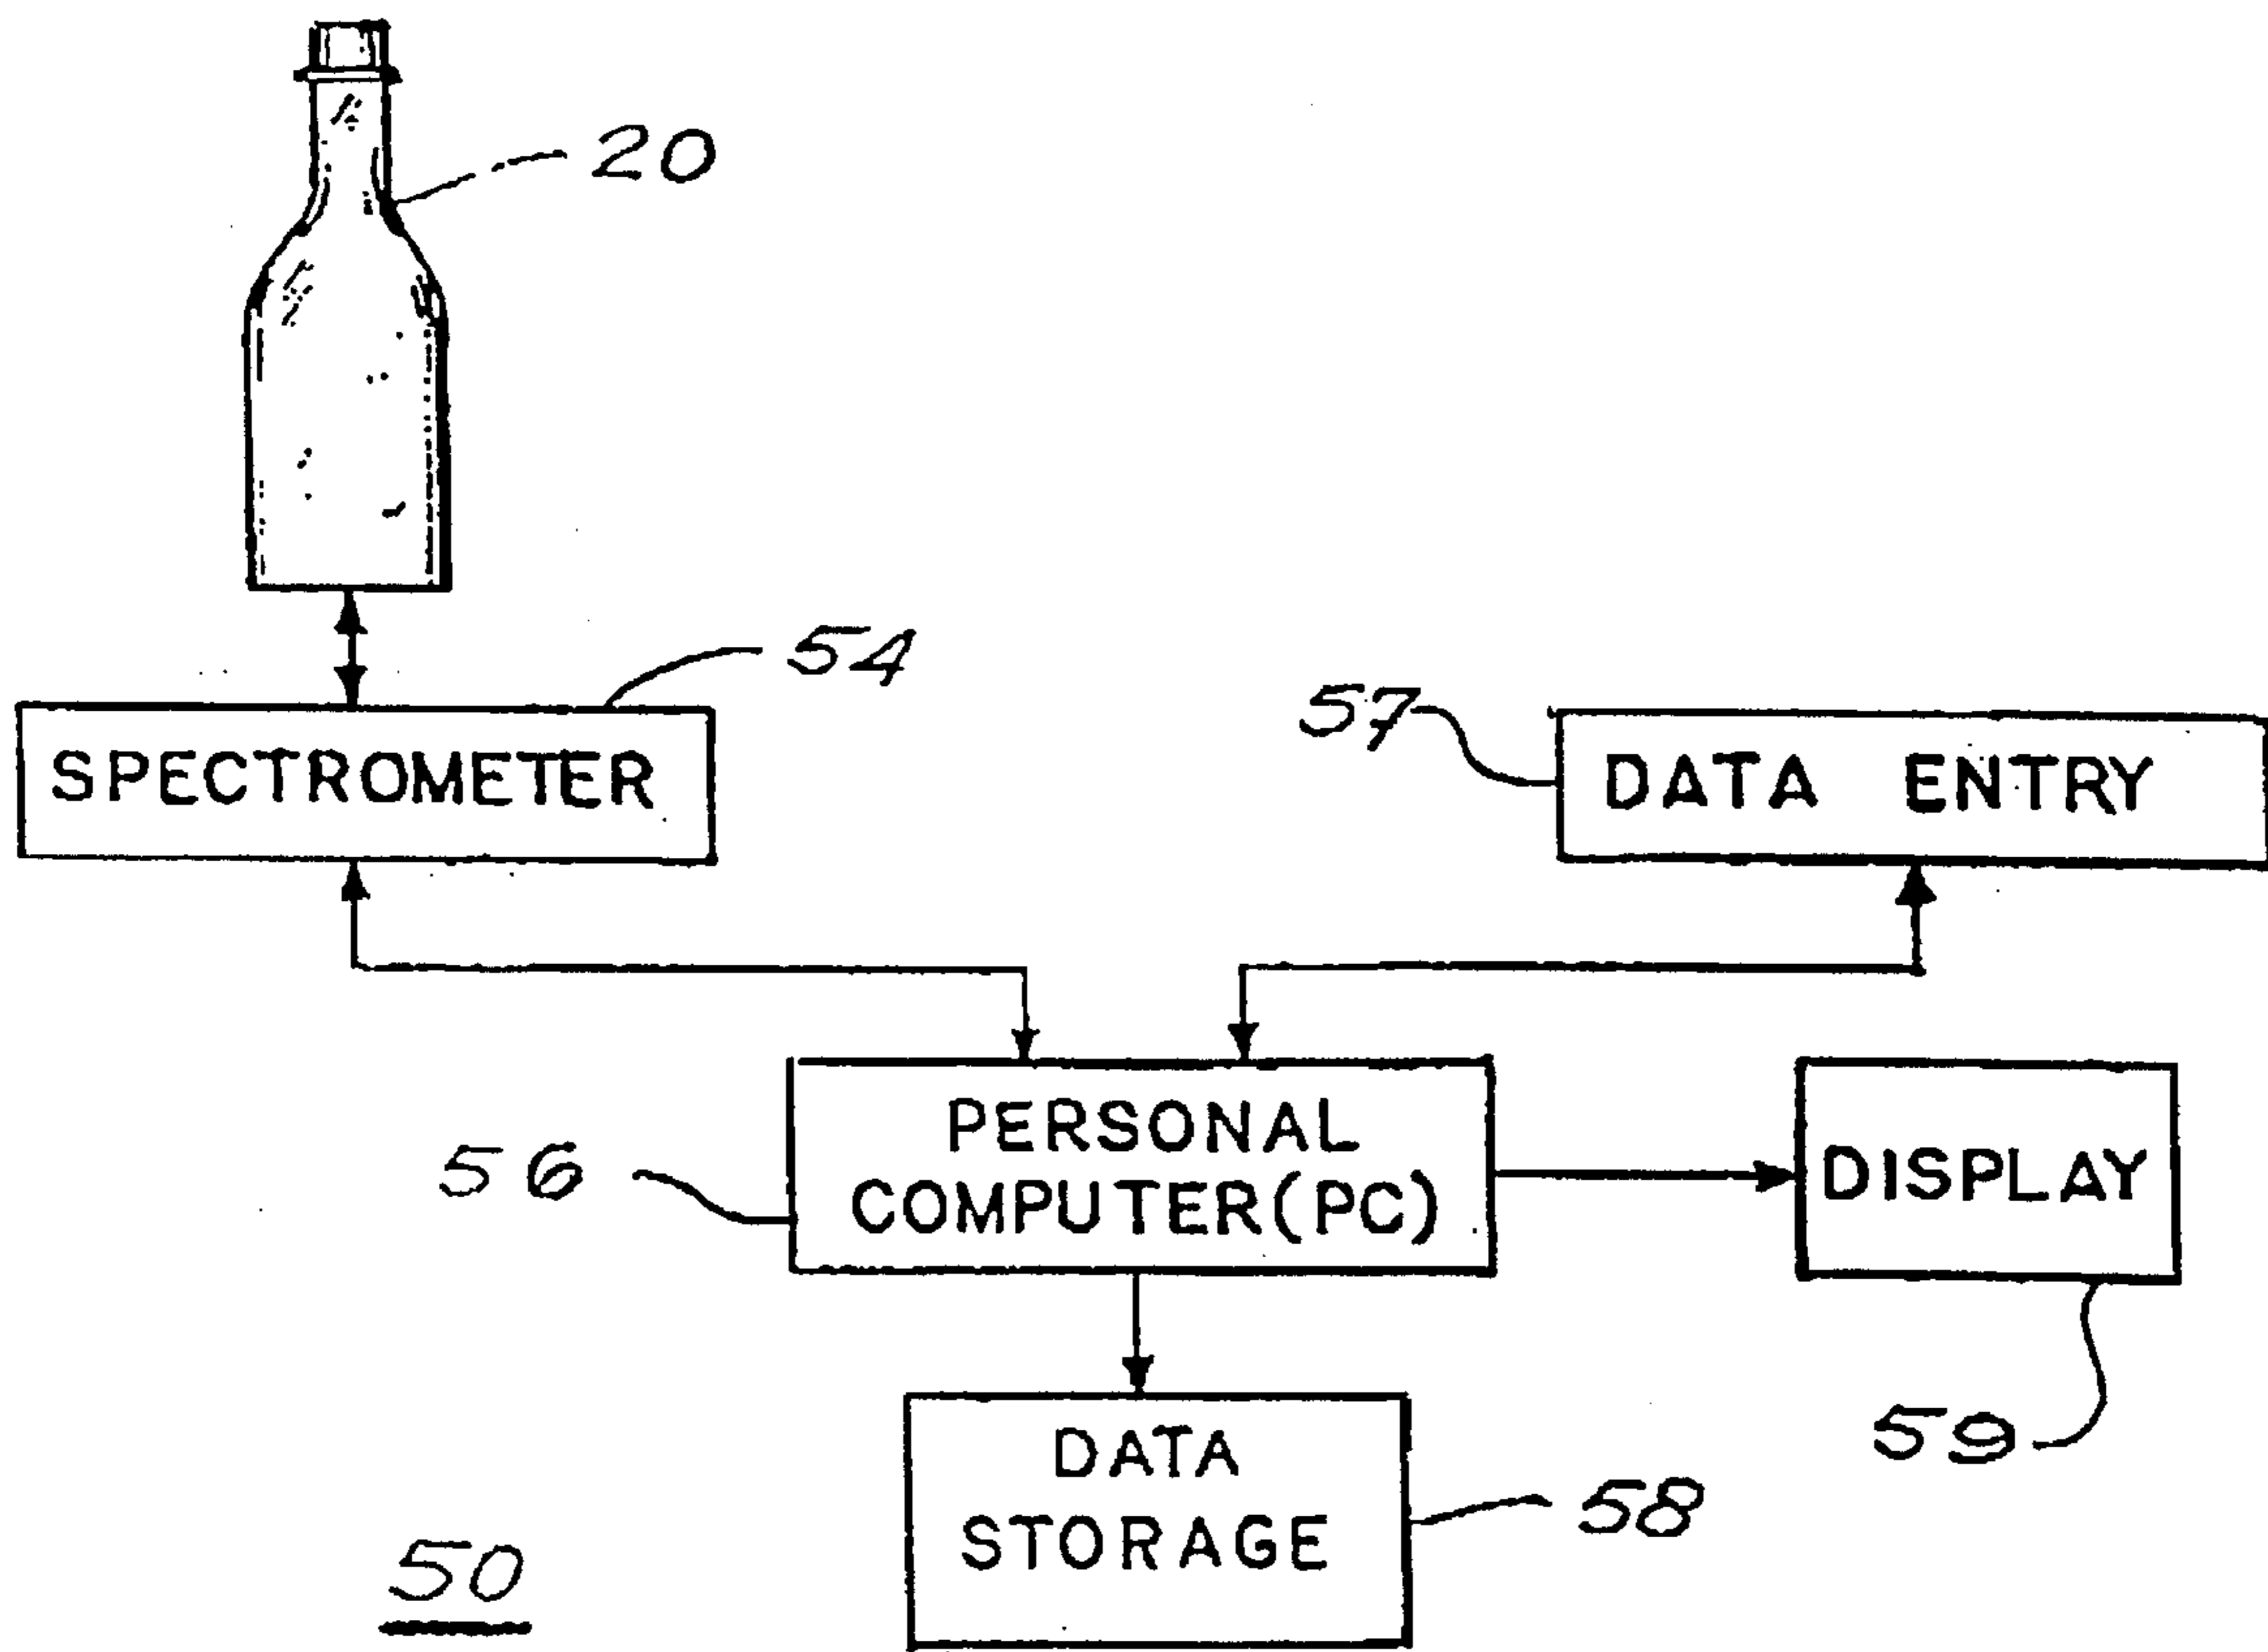 20
54
57
SPECTROMETER
DATA ENTRY
PERSONAL
COMPUTER(PC)
56
DISPLAY
DATA
STORAGE
59
58
50